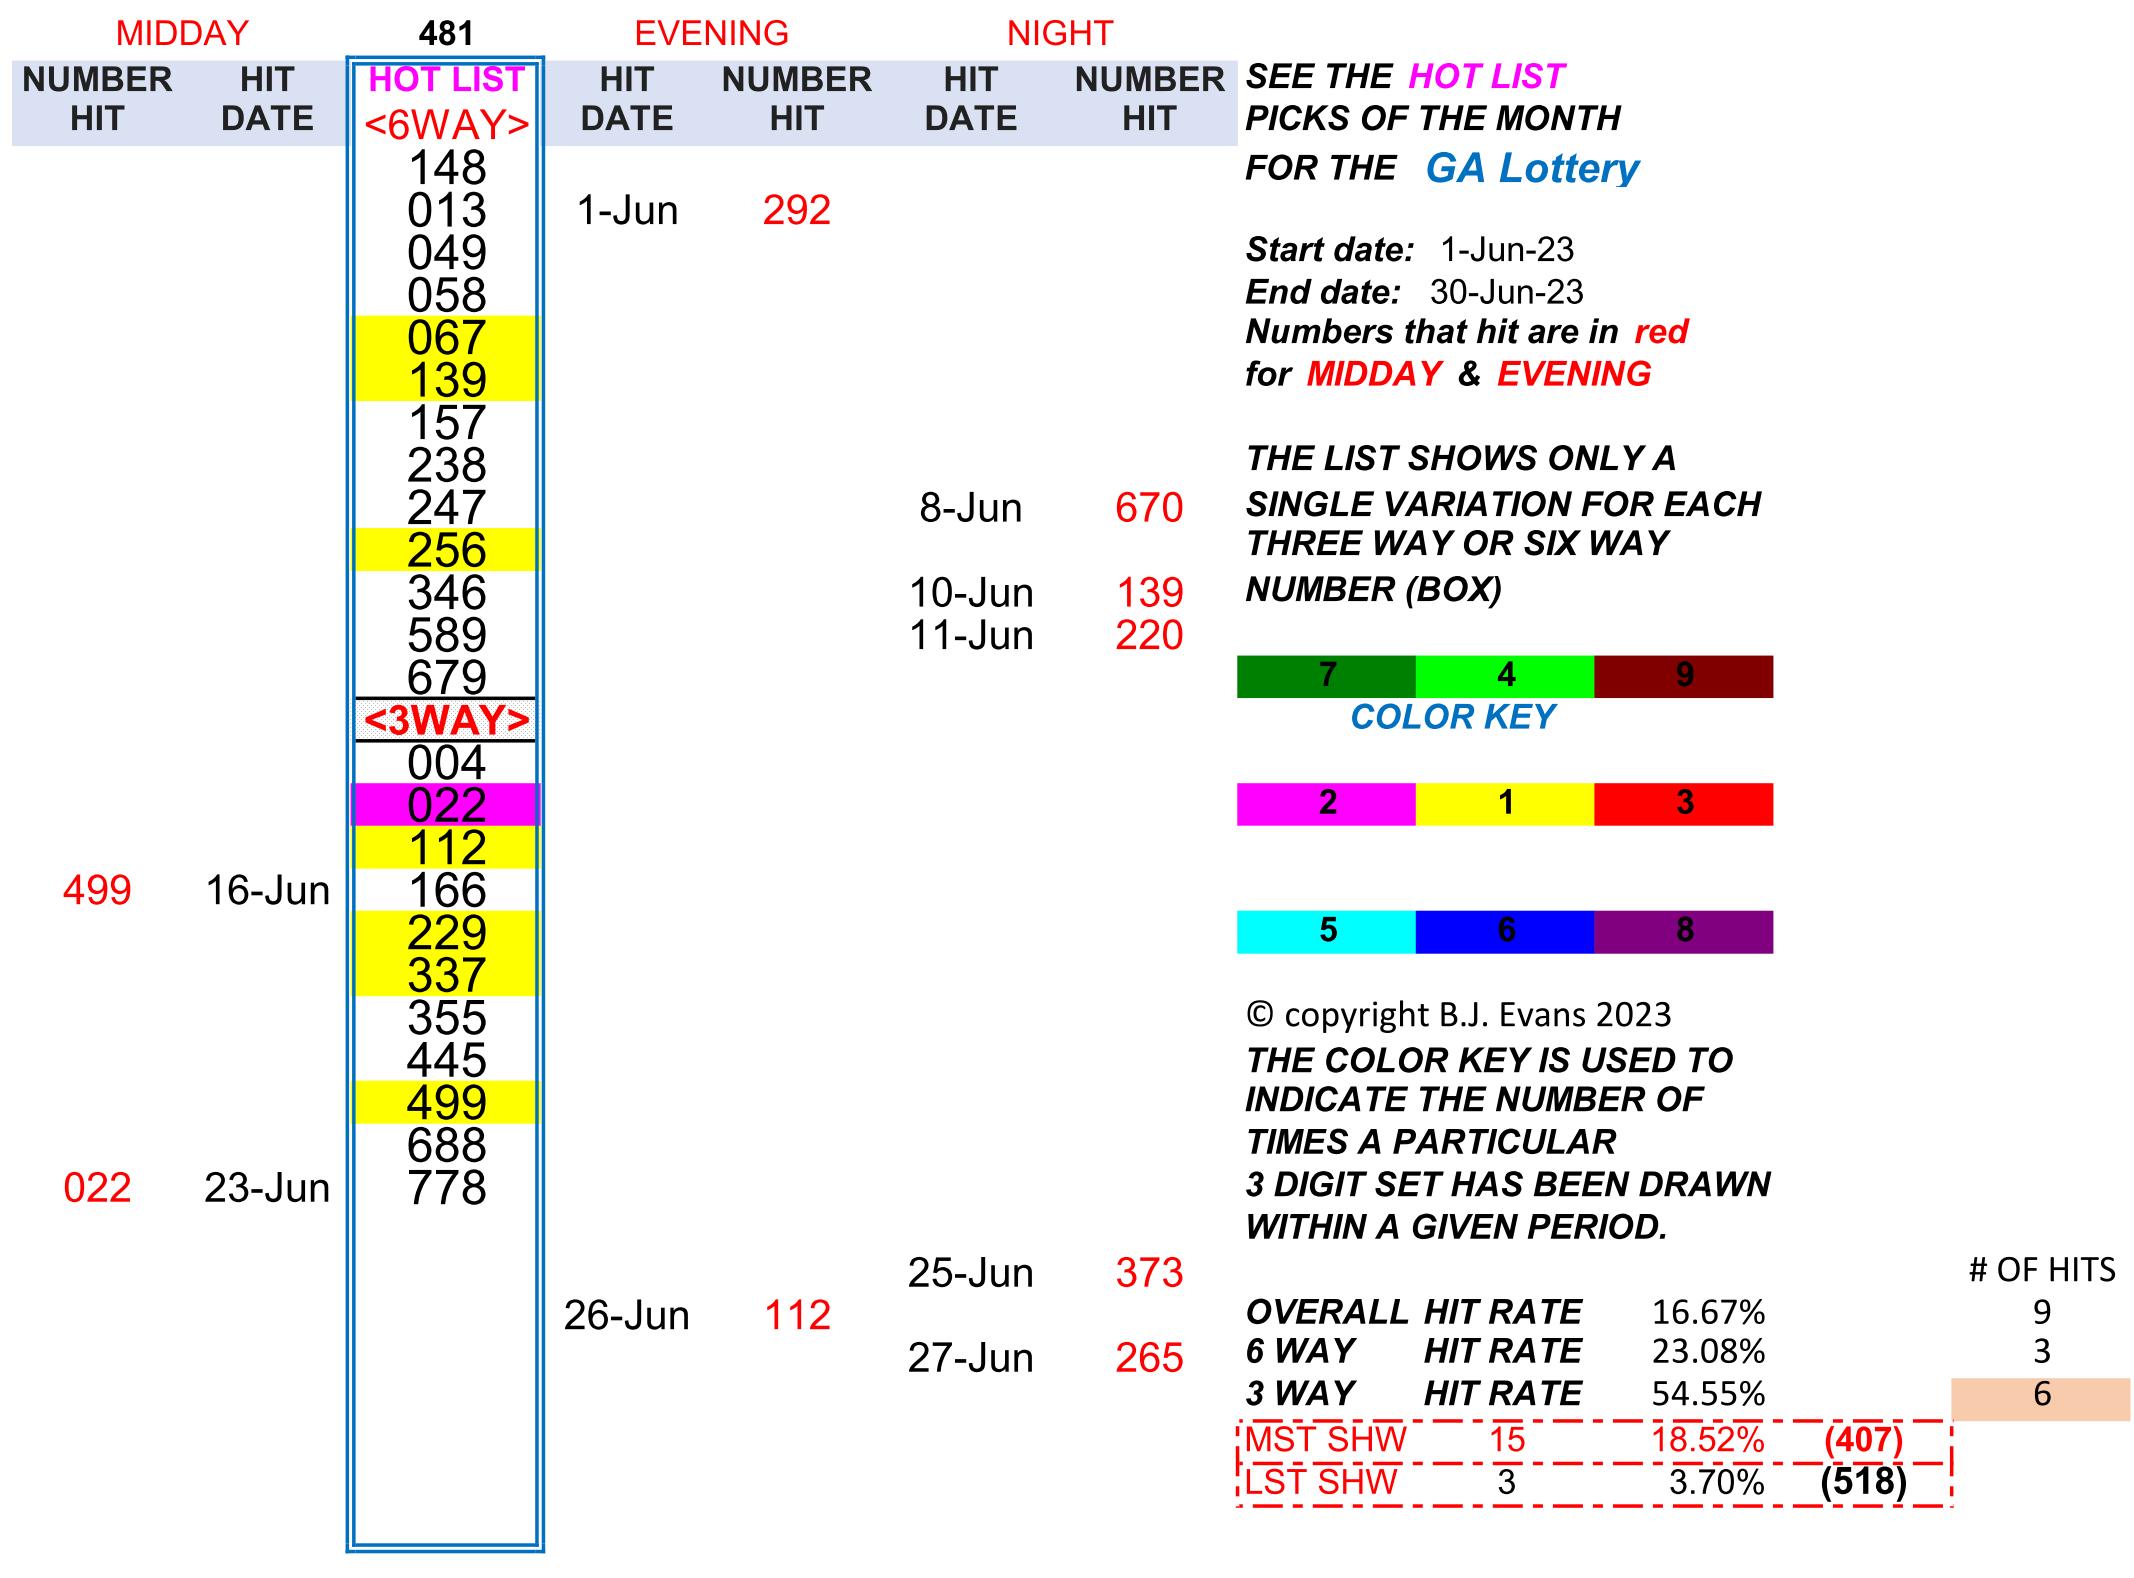 MIDDAY 481 EVENING NIGHT
NUMBER HIT HOT LIST HIT NUMBER HIT NUMBER SEE THE HOT LIST
HIT DATE <6WAY> DATE HIT DATE HIT PICKS OF THE MONTH
148 FOR THE GA Lottery
013 1-Jun 292
049 Start date: 1-Jun-23
058 End date: 30-Jun-23
067 Numbers that hit are in red
139 for MIDDAY & EVENING
157
238 THE LIST SHOWS ONLY A
247 8-Jun 670 SINGLE VARIATION FOR EACH
256 THREE WAY OR SIX WAY
346 10-Jun 139 NUMBER (BOX)
589 11-Jun 220
679 7 4 9
<3WAY> COLOR KEY
004
022 2 1 3
112
499 16-Jun 166
229 5 6 8
337
355 © copyright B.J. Evans 2023
445 THE COLOR KEY IS USED TO
499 INDICATE THE NUMBER OF
688 TIMES A PARTICULAR
022 23-Jun 778 3 DIGIT SET HAS BEEN DRAWN
WITHIN A GIVEN PERIOD.
25-Jun 373 # OF HITS
26-Jun 112 OVERALL HIT RATE 16.67% 9
27-Jun 265 6 WAY HIT RATE 23.08% 3
3 WAY HIT RATE 54.55% 6
MST SHW 15 18.52% (407)
LST SHW 3 3.70% (518)